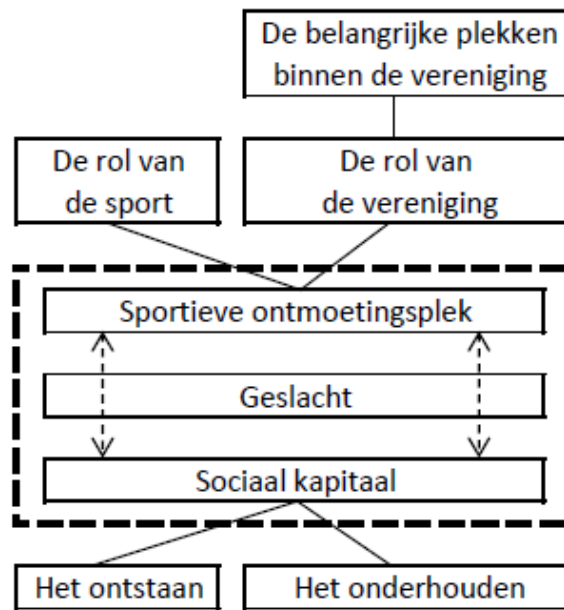 De belangrijke plekken
binnen de vereniging
De rol van
de sport
De rol van
de vereniging
Sportieve ontmoetingsplek
Geslacht
Sociaal kapitaal
Het ontstaan
Het onderhouden